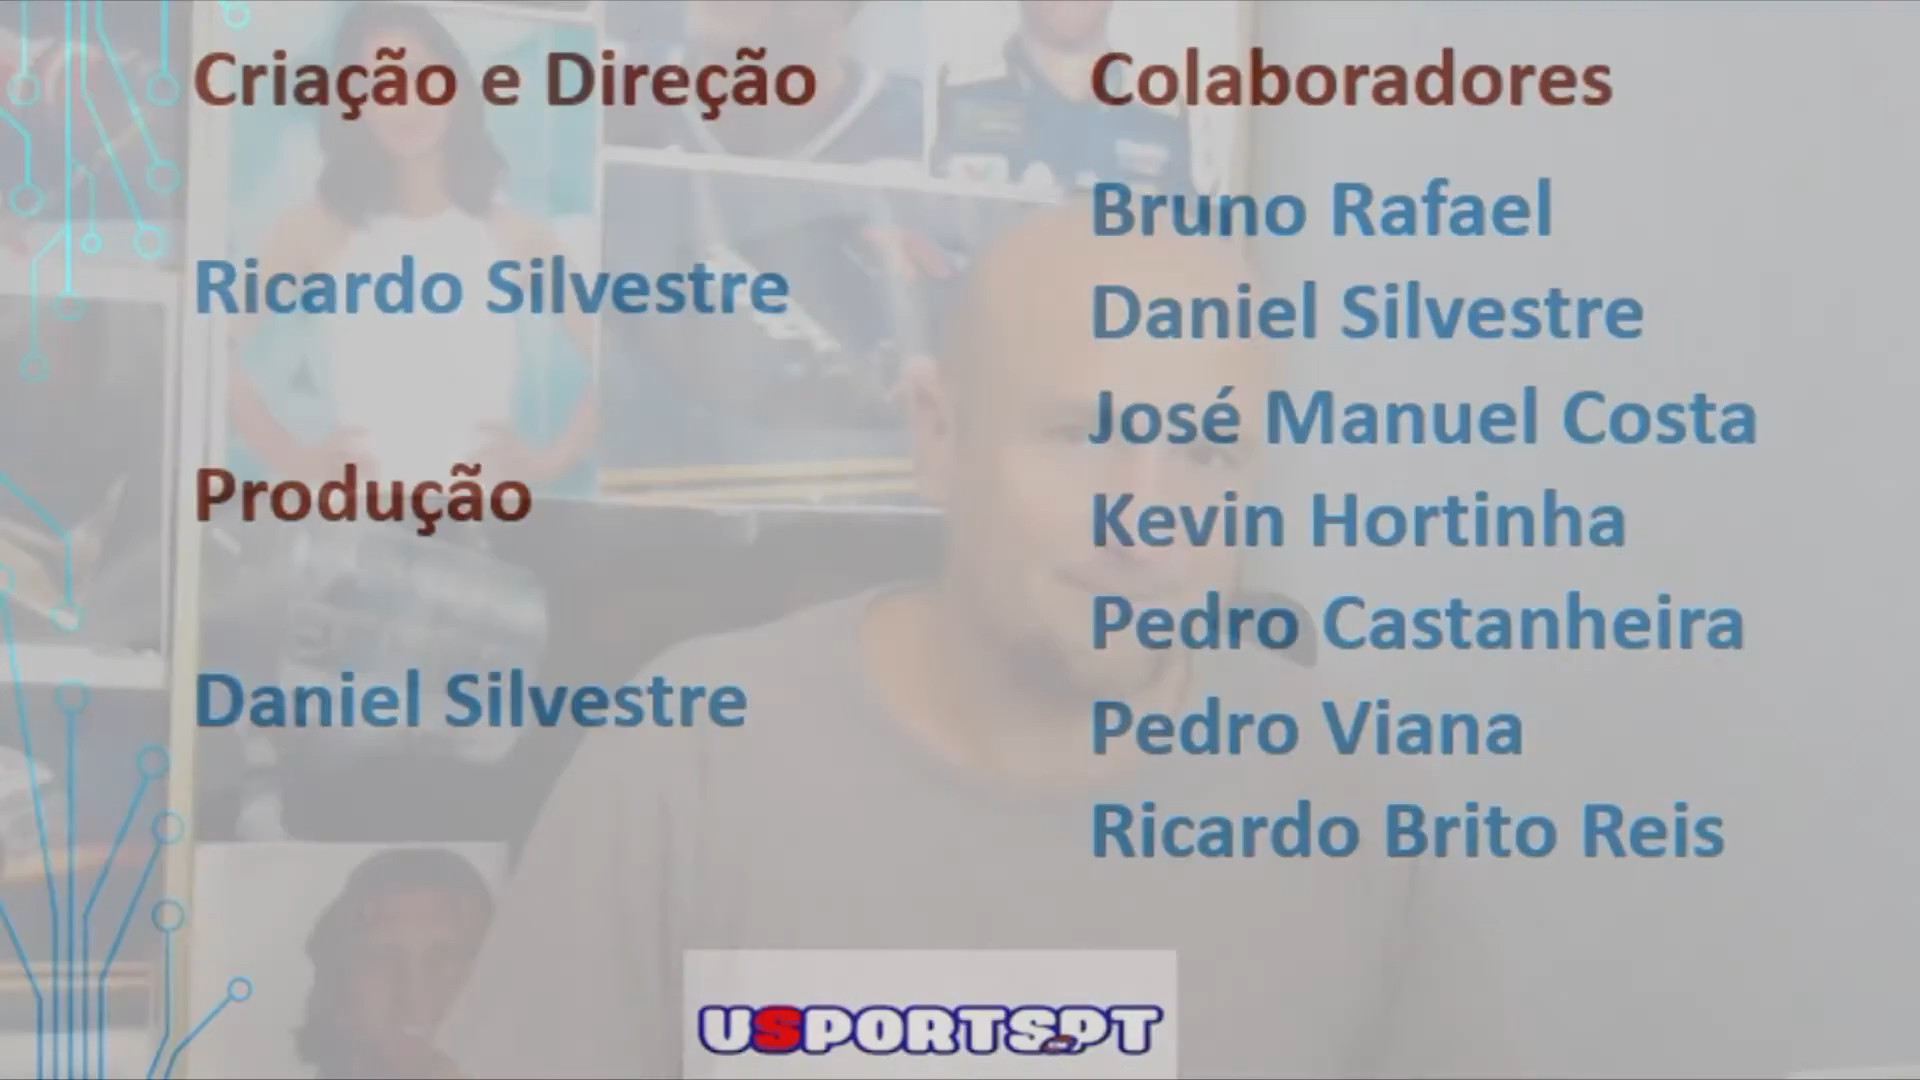 Criação e Direção
Ricardo Silvestre
Produção
Daniel Silvestre
Colaboradores
Bruno Rafael
Daniel Silvestre
José Manuel Costa
Kevin Hortinha
Pedro Castanheira
Pedro Viana
Ricardo Brito Reis
USPORTS.PT